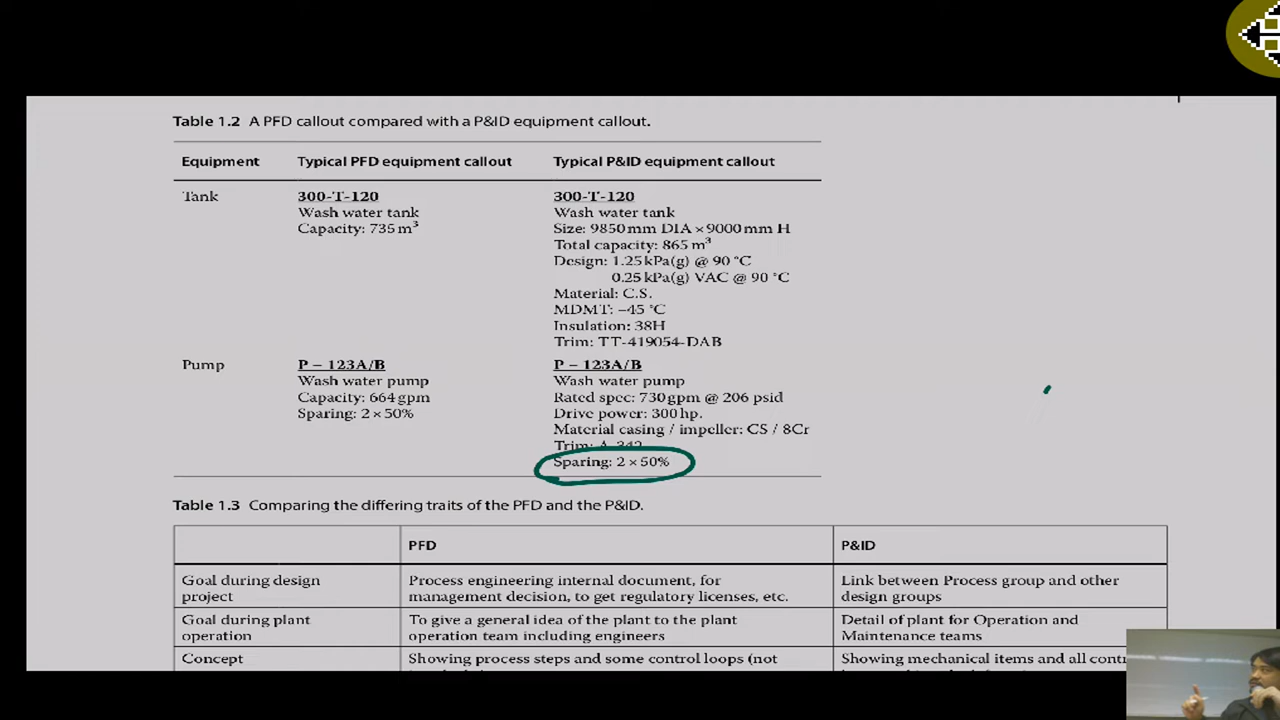 Table 1.2 A PFD callout compared with a P&ID equipment callout.
Equipment Typical PFD equipment callout Typical P&ID equipment callout
Tank 300-T-120 300-T-120
Wash water tank Wash water tank
Capacity: 735 m³ Size: 9850 mm DIA × 9000 mm H
Total capacity: 865 m³
Design: 1.25 kPa(g) @ 90 °C
0.25 kPa(g) VAC @ 90 °C
Material: C.S.
MDMT: −45 °C
Insulation: 38H
Trim: TT-419054-DAB
Pump P – 123A/B P – 123A/B
Wash water pump Wash water pump
Capacity: 664 gpm Rated spec: 730 gpm @ 206 psid
Sparing: 2 × 50% Drive power: 300 hp.
Material casing / impeller: CS / 8Cr
Trim: A-342
Sparing: 2 × 50%
Table 1.3 Comparing the differing traits of the PFD and the P&ID.
PFD P&ID
Goal during design Process engineering internal document, for Link between Process group and other
project management decision, to get regulatory licenses, etc. design groups
Goal during plant To give a general idea of the plant to the plant Detail of plant for Operation and
operation operation team including engineers Maintenance teams
Concept Showing process steps and some control loops (not Showing mechanical items and all